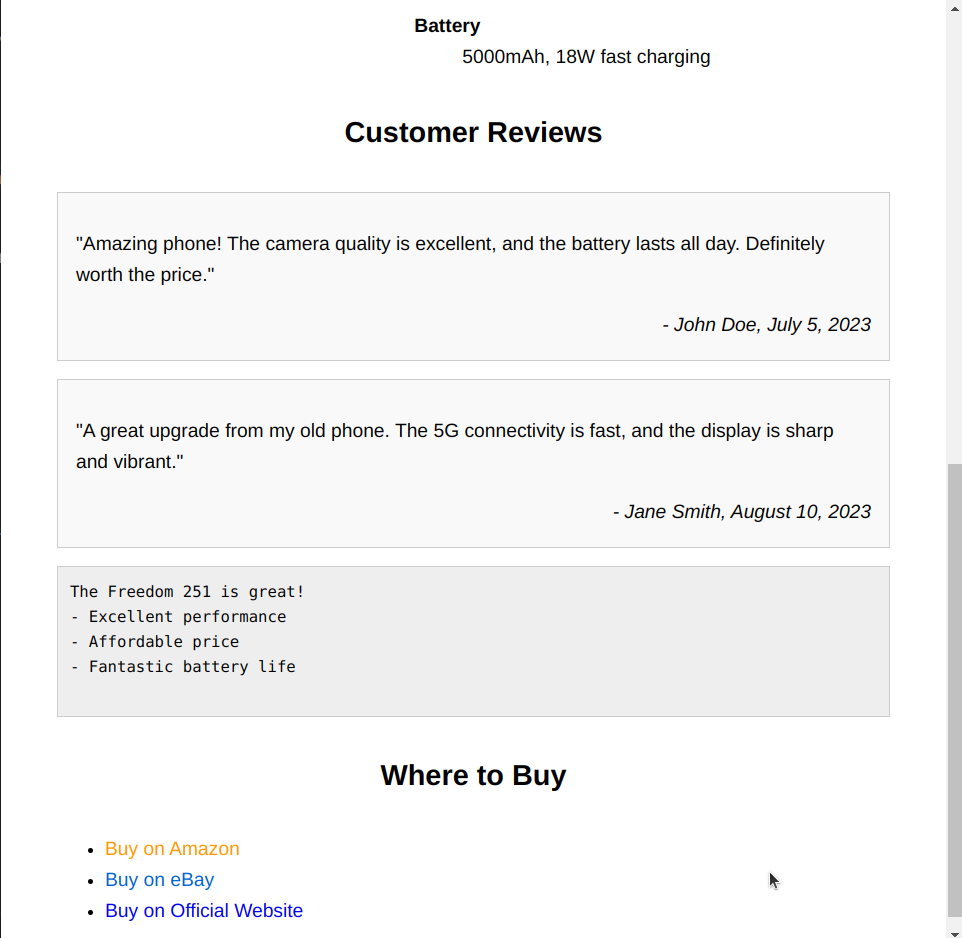 Battery
5000mAh, 18W fast charging
Customer Reviews
"Amazing phone! The camera quality is excellent, and the battery lasts all day. Definitely
worth the price."
- John Doe, July 5, 2023
"A great upgrade from my old phone. The 5G connectivity is fast, and the display is sharp
and vibrant."
- Jane Smith, August 10, 2023
The Freedom 251 is great!
- Excellent performance
- Affordable price
- Fantastic battery life
Where to Buy
• Buy on Amazon
• Buy on eBay
• Buy on Official Website